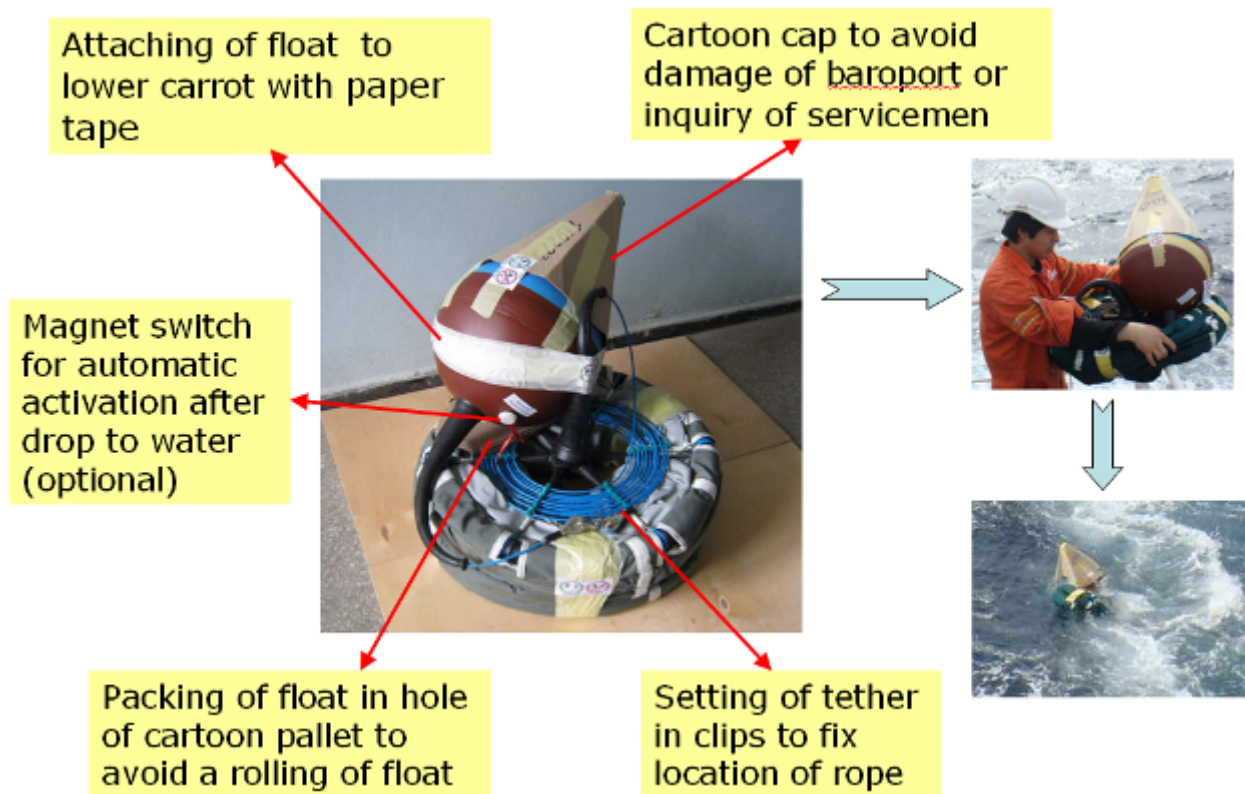 Attaching of float to
lower carrot with paper
tape
Cartoon cap to avoid
damage of baroport or
inquiry of servicemen
Magnet switch
for automatic
activation after
drop to water
(optional)
Packing of float in hole
of cartoon pallet to
avoid a rolling of float
Setting of tether
in clips to fix
location of rope